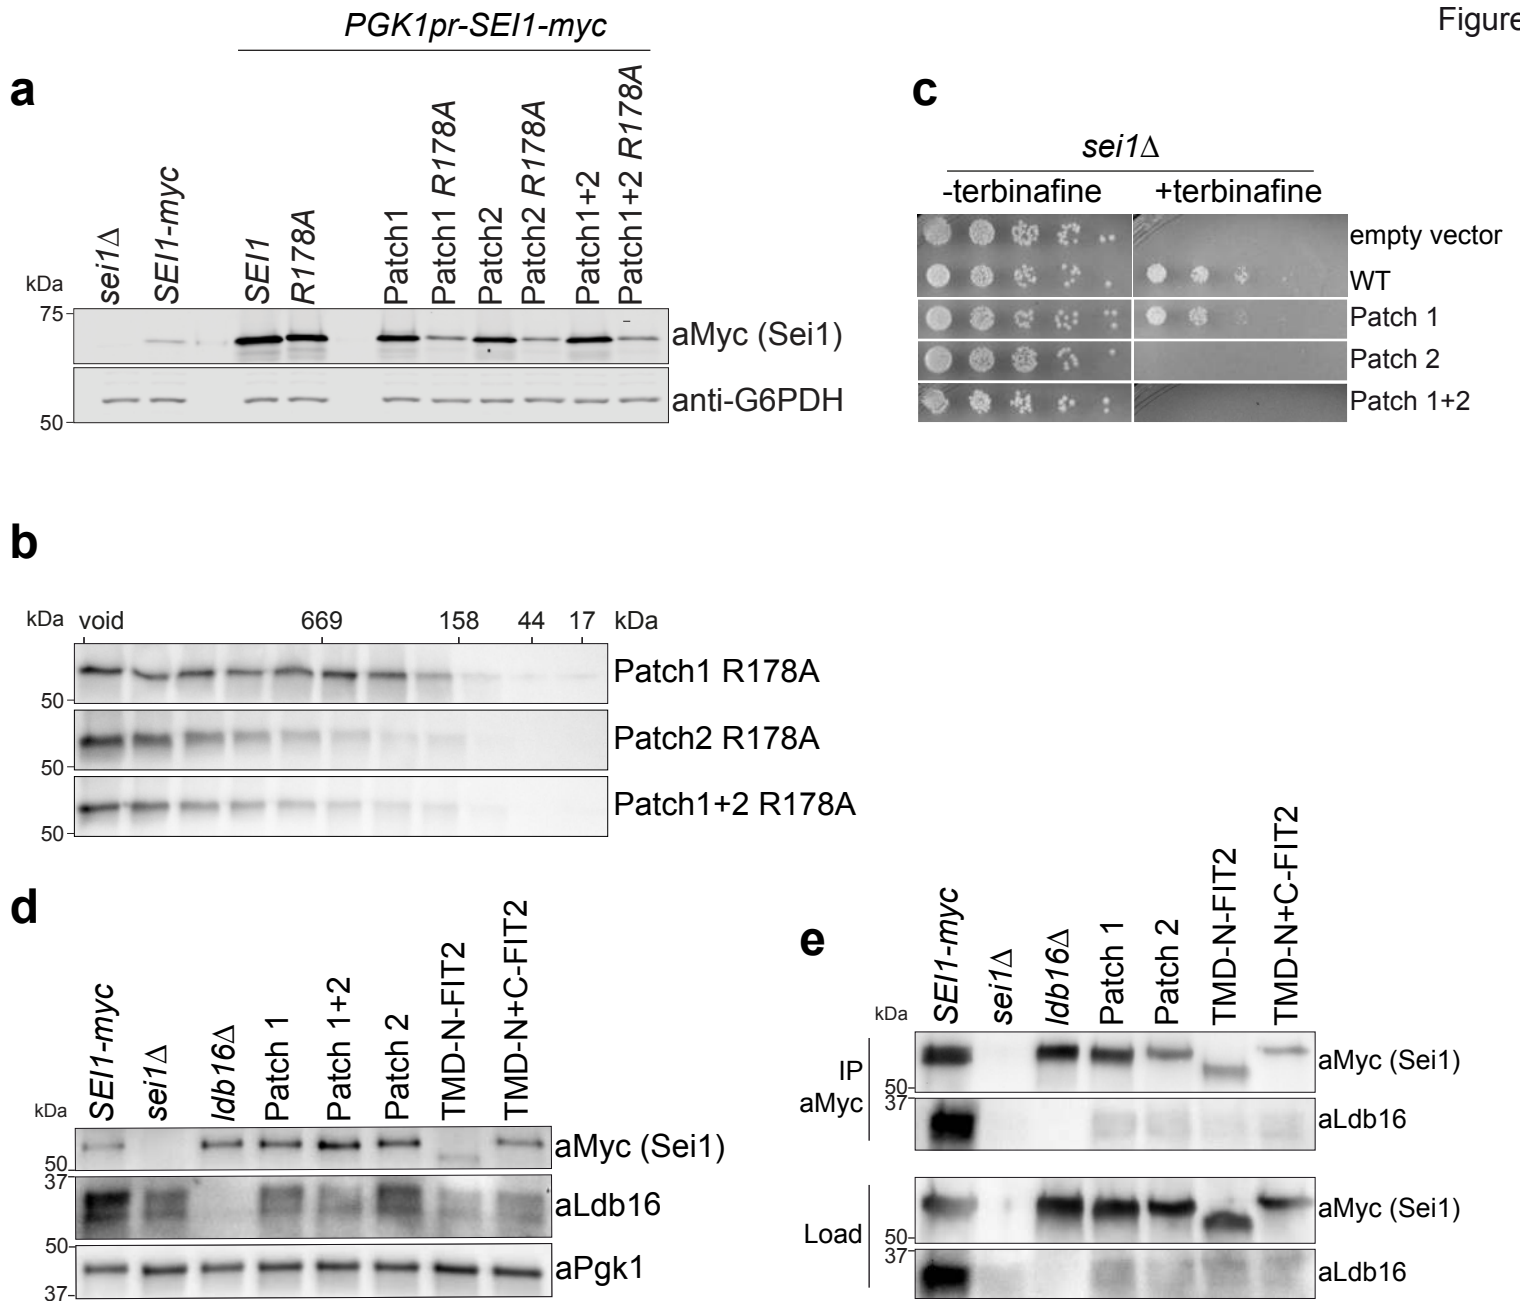 Figure
PGK1pr-SEI1-myc
a
sei1Δ
SEI1-myc
SEI1
R178A
Patch1
Patch1 R178A
Patch2
Patch2 R178A
Patch1+2
Patch1+2 R178A
kDa
75
aMyc (Sei1)
anti-G6PDH
50
c
sei1Δ
-terbinafine +terbinafine
empty vector
WT
Patch 1
Patch 2
Patch 1+2
b
kDa void 669 158 44 17 kDa
Patch1 R178A
50
Patch2 R178A
50
Patch1+2 R178A
50
d
SEI1-myc
sei1Δ
ldb16Δ
Patch 1
Patch 1+2
Patch 2
TMD-N-FIT2
TMD-N+C-FIT2
kDa
aMyc (Sei1)
50
37
aLdb16
50
aPgk1
37
e
SEI1-myc
sei1Δ
ldb16Δ
Patch 1
Patch 2
TMD-N-FIT2
TMD-N+C-FIT2
kDa
IP
aMyc
aMyc (Sei1)
50
37
aLdb16
Load
aMyc (Sei1)
50
37
aLdb16